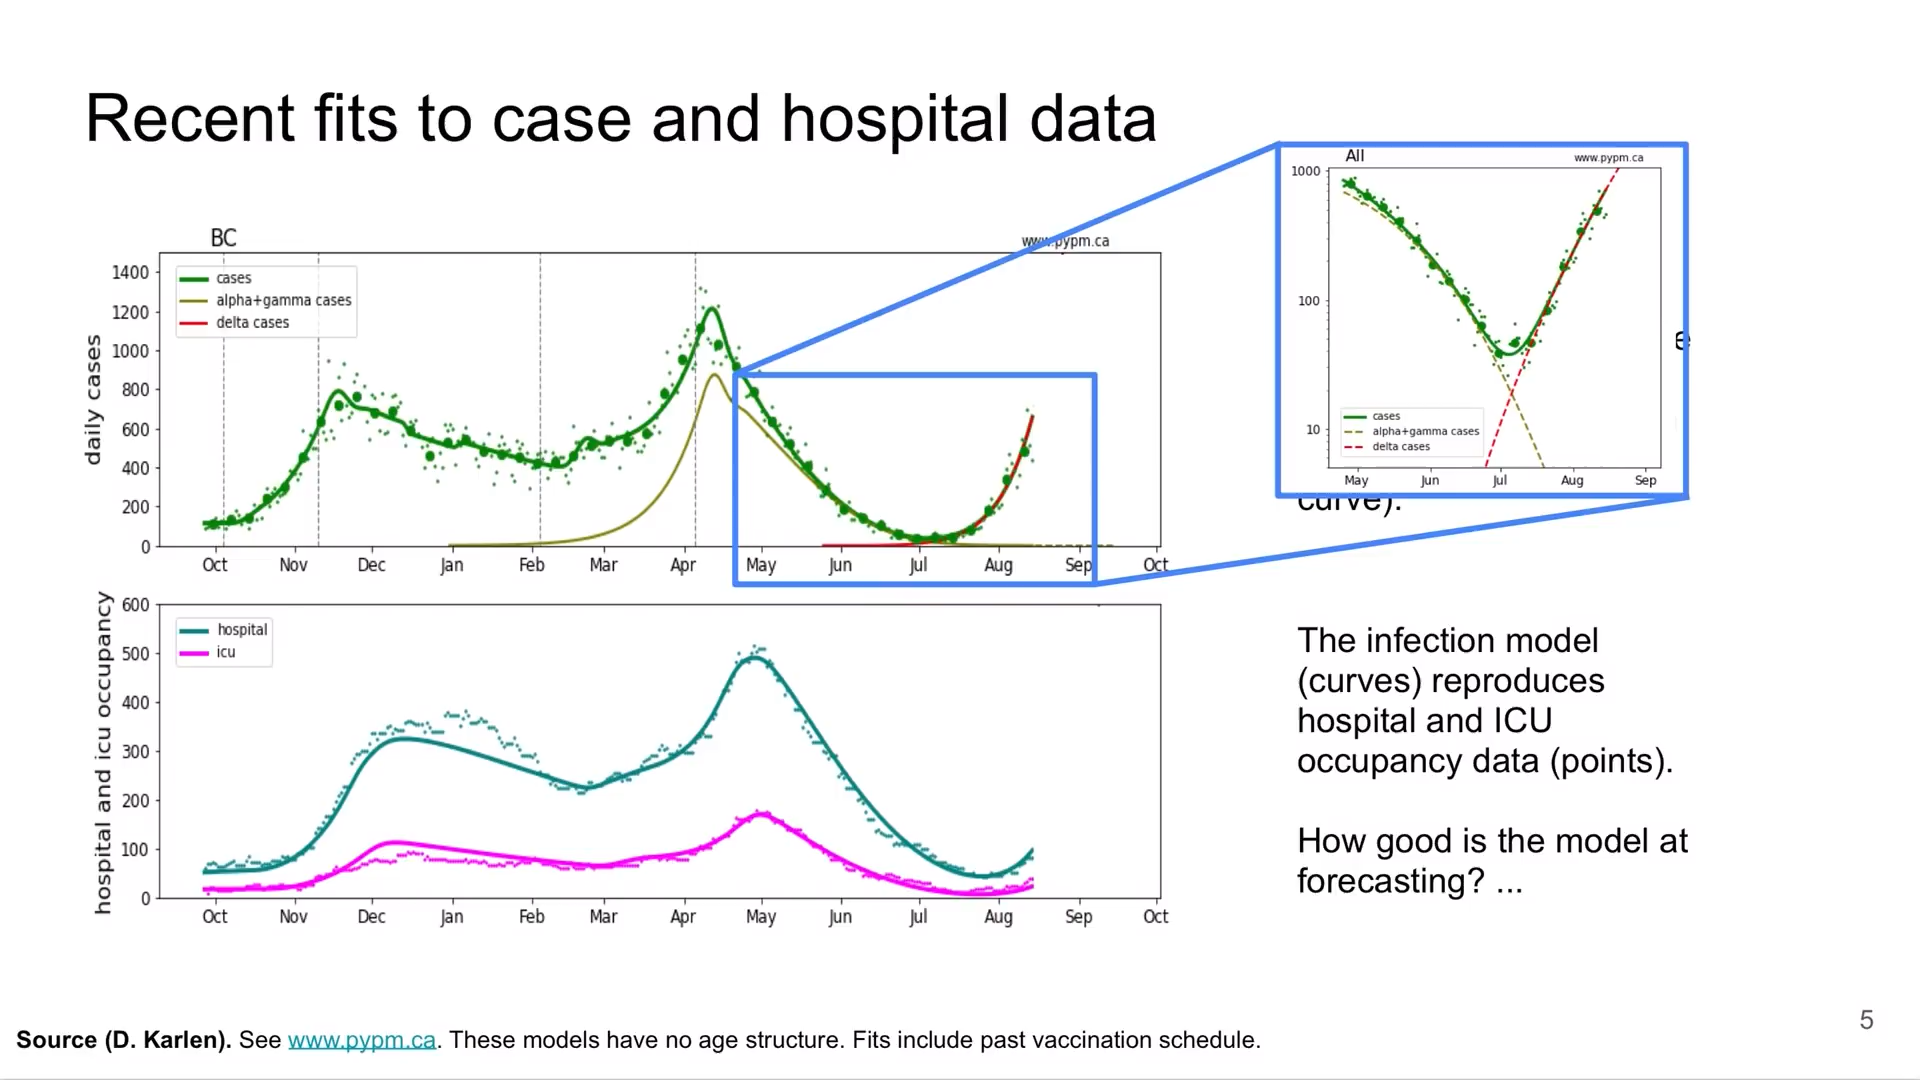 Recent fits to case and hospital data
All
www.pypm.ca
1000
100
10
cases
alpha+gamma cases
delta cases
May Jun Jul Aug Sep
BC
www.pypm.ca
daily cases
1400
1200
1000
800
600
400
200
0
cases
alpha+gamma cases
delta cases
Oct Nov Dec Jan Feb Mar Apr May Jun Jul Aug Sep Oct
e
curve).
hospital and icu occupancy
600
500
400
300
200
100
0
hospital
icu
Oct Nov Dec Jan Feb Mar Apr May Jun Jul Aug Sep Oct
The infection model
(curves) reproduces
hospital and ICU
occupancy data (points).
How good is the model at
forecasting? ...
5
Source (D. Karlen). See www.pypm.ca. These models have no age structure. Fits include past vaccination schedule.